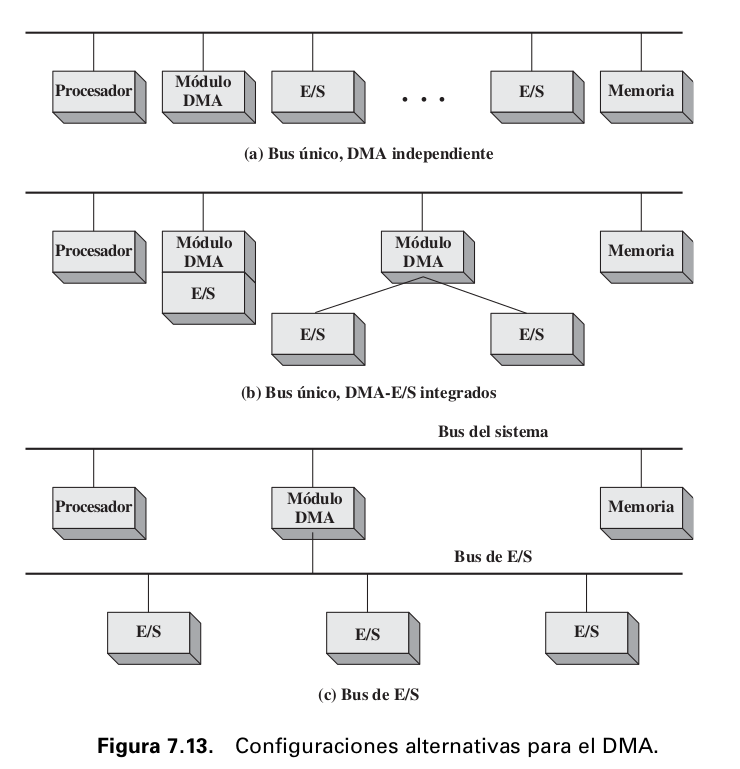 Procesador
Módulo
DMA
E/S
. . .
E/S
Memoria
(a) Bus único, DMA independiente
Procesador
Módulo
DMA
E/S
Módulo
DMA
Memoria
E/S
E/S
(b) Bus único, DMA-E/S integrados
Bus del sistema
Procesador
Módulo
DMA
Memoria
Bus de E/S
E/S
E/S
E/S
(c) Bus de E/S
Figura 7.13. Configuraciones alternativas para el DMA.